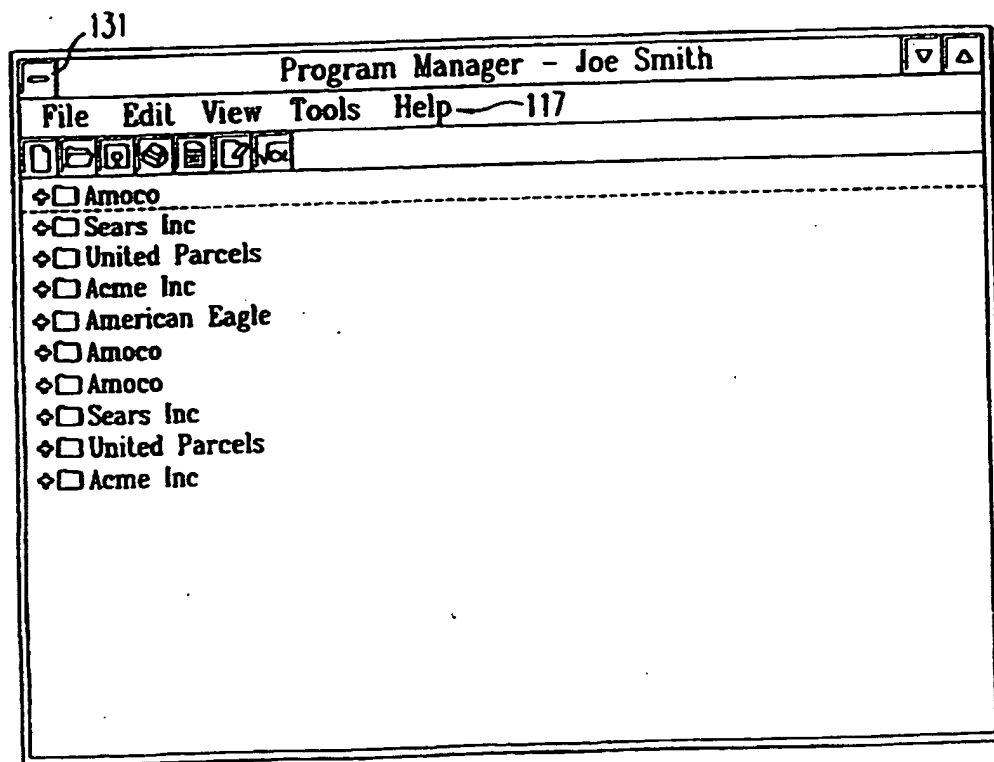 131
Program Manager - Joe Smith
File Edit View Tools Help 117
√α
Amoco
Sears Inc
United Parcels
Acme Inc
American Eagle
Amoco
Amoco
Sears Inc
United Parcels
Acme Inc